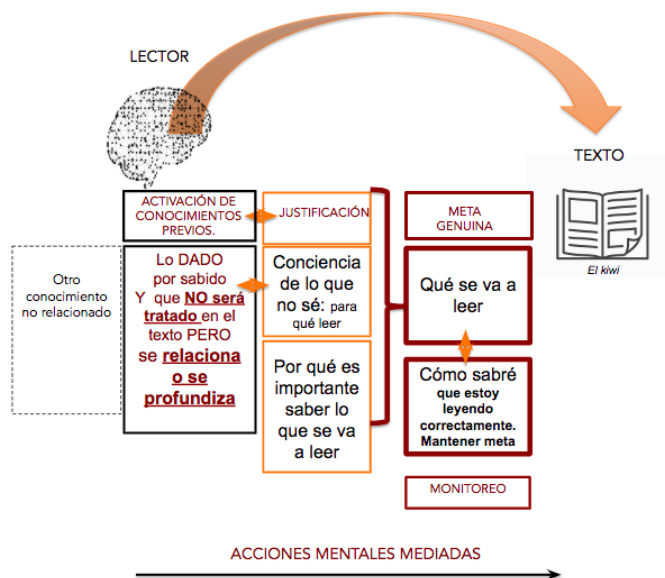 LECTOR
TEXTO
El kiwi
ACTIVACIÓN DE
CONOCIMIENTOS
PREVIOS.
JUSTIFICACIÓN
META
GENUINA
Otro
conocimiento
no relacionado
Lo DADO
por sabido
Y que NO será
tratado en el
texto PERO
se relaciona
o se
profundiza
Conciencia
de lo que
no sé: para
qué leer
Por qué es
importante
saber lo
que se va
a leer
Qué se va a
leer
Cómo sabré
que estoy
leyendo
correctamente.
Mantener meta
MONITOREO
ACCIONES MENTALES MEDIADAS